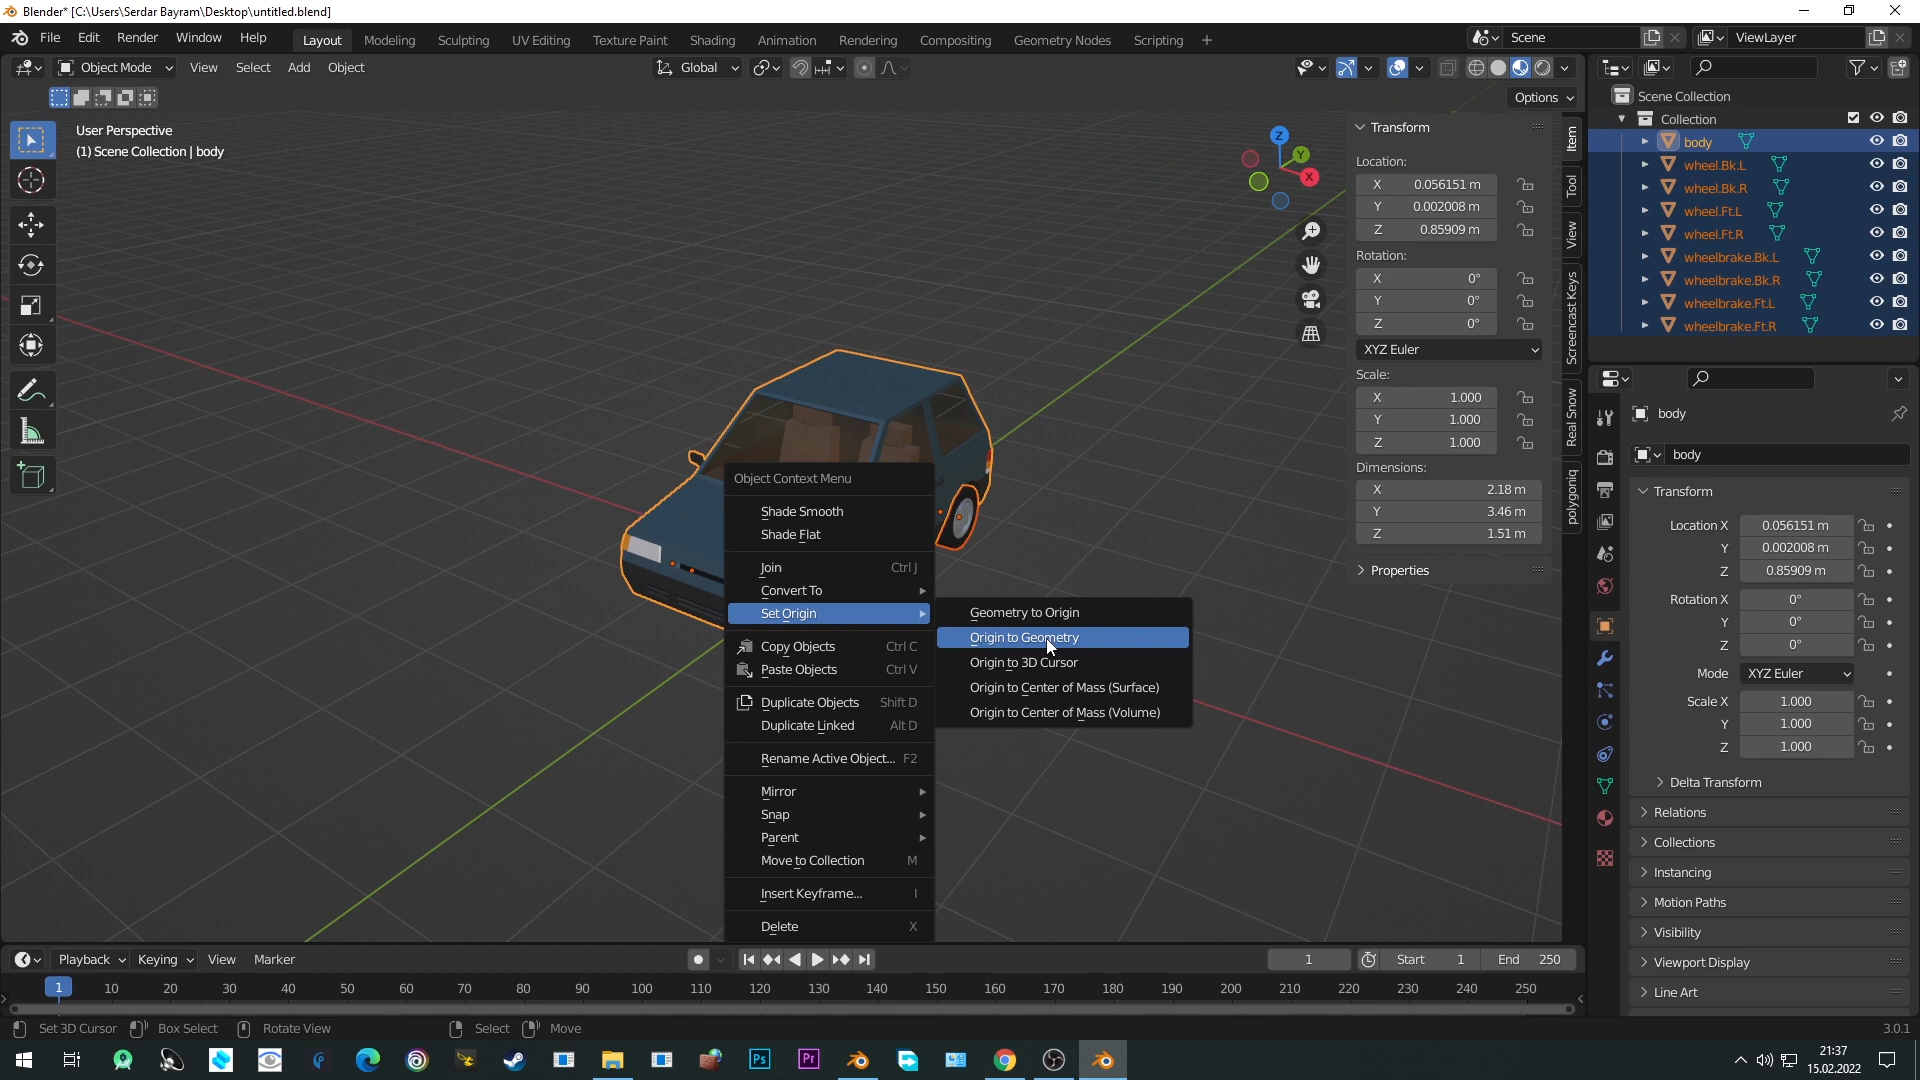 Blender* [C:\Users\Serdar Bayram\Desktop\untitled.blend]
File Edit Render Window Help
Layout Modeling Sculpting UV Editing Texture Paint Shading Animation Rendering Compositing Geometry Nodes Scripting +
Scene
ViewLayer
Object Mode View Select Add Object
Global
Options
User Perspective
(1) Scene Collection | body
Z
Y
X
Transform
Location:
X 0.056151 m
Y 0.002008 m
Z 0.85909 m
Rotation:
X 0°
Y 0°
Z 0°
XYZ Euler
Scale:
X 1.000
Y 1.000
Z 1.000
Dimensions:
X 2.18 m
Y 3.46 m
Z 1.51 m
Properties
Item
Tool
View
Screencast Keys
Real Snow
polygoniq
Scene Collection
Collection
body
wheel.Bk.L
wheel.Bk.R
wheel.Ft.L
wheel.Ft.R
wheelbrake.Bk.L
wheelbrake.Bk.R
wheelbrake.Ft.L
wheelbrake.Ft.R
body
body
Transform
Location X 0.056151 m
Y 0.002008 m
Z 0.85909 m
Rotation X 0°
Y 0°
Z 0°
Mode XYZ Euler
Scale X 1.000
Y 1.000
Z 1.000
Delta Transform
Relations
Collections
Instancing
Motion Paths
Visibility
Viewport Display
Line Art
Object Context Menu
Shade Smooth
Shade Flat
Join Ctrl J
Convert To
Set Origin
Copy Objects Ctrl C
Paste Objects Ctrl V
Duplicate Objects Shift D
Duplicate Linked Alt D
Rename Active Object... F2
Mirror
Snap
Parent
Move to Collection M
Insert Keyframe... I
Delete X
Geometry to Origin
Origin to Geometry
Origin to 3D Cursor
Origin to Center of Mass (Surface)
Origin to Center of Mass (Volume)
Playback Keying View Marker
1 Start 1 End 250
1 10 20 30 40 50 60 70 80 90 100 110 120 130 140 150 160 170 180 190 200 210 220 230 240 250
Set 3D Cursor Box Select Rotate View Select Move
3.0.1
Ps
Pr
21:37
15.02.2022